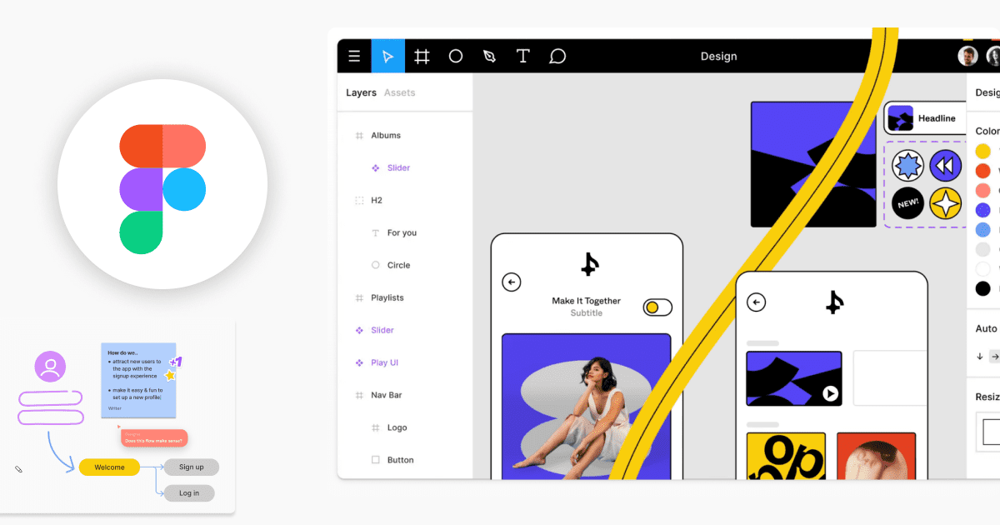 Design
Layers Assets
Albums
Slider
H2
For you
Circle
Playlists
Slider
Play UI
Nav Bar
Logo
Button
Make It Together
Subtitle
Headline
NEW!
Color
Auto
How do we..
• attract new users to
the app with the
signup experience
+1
• make it easy & fun to
set up a new profile
Writer
Does this flow make sense?
Welcome
Sign up
Log in